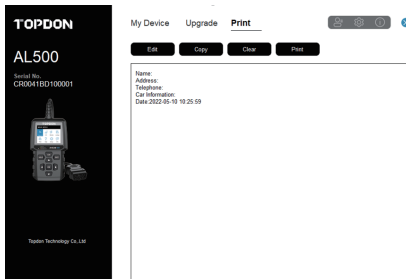 TOPDON
My Device Upgrade Print
AL500
Serial No.
CR0041BD100001
Edit Copy Clear Print
Name:
Address:
Telephone:
Car Information:
Date:2022-05-10 10:25:59
Topdon Technology Co., Ltd